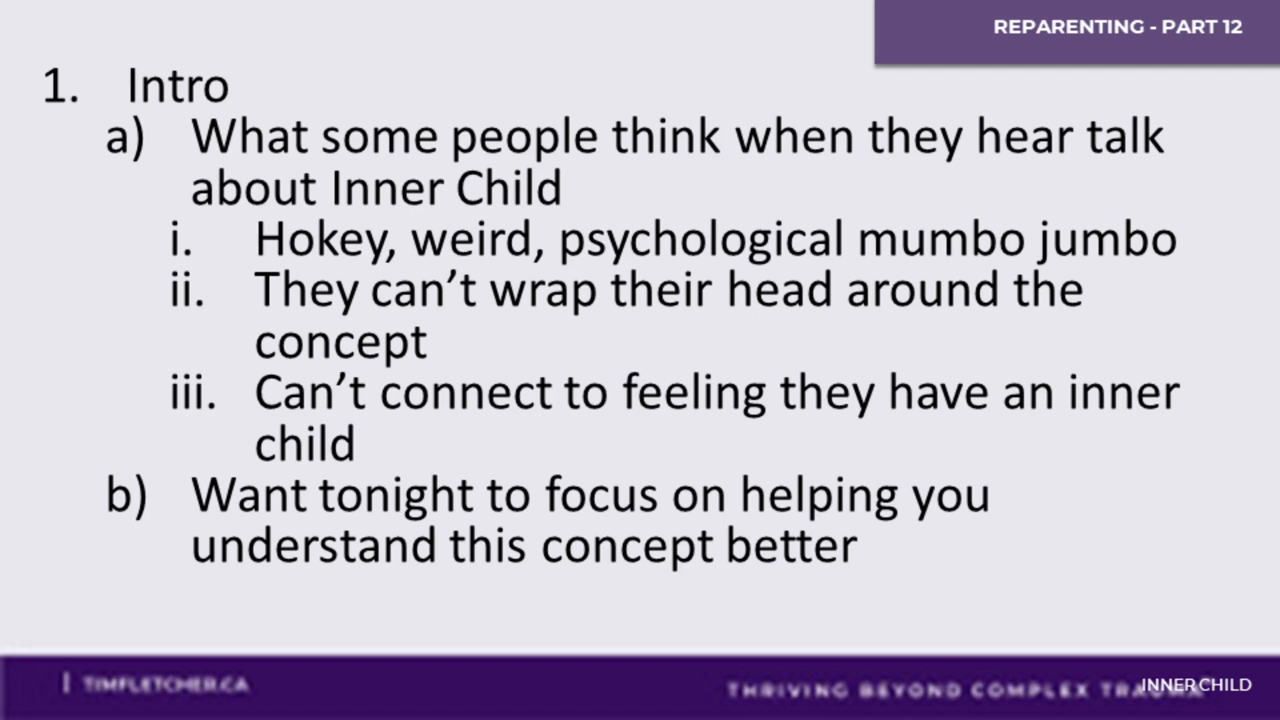 REPARENTING - PART 12
1. Intro
a) What some people think when they hear talk
about Inner Child
i. Hokey, weird, psychological mumbo jumbo
ii. They can’t wrap their head around the
concept
iii. Can’t connect to feeling they have an inner
child
b) Want tonight to focus on helping you
understand this concept better
| TIMFLETCHER.CA
THRIVING BEYOND COMPLEX
INNER CHILD